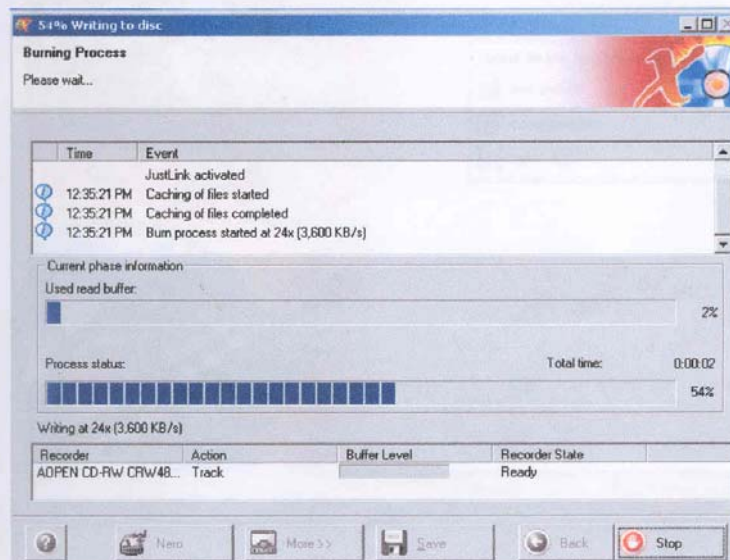 54% Writing to disc
Burning Process
Please wait...
Time Event
JustLink activated
12:35:21 PM Caching of files started
12:35:21 PM Caching of files completed
12:35:21 PM Burn process started at 24x (3,600 KB/s)
Current phase information
Used read buffer:
2%
Process status: Total time: 0:00:02
54%
Writing at 24x (3,600 KB/s)
Recorder Action Buffer Level Recorder State
AOPEN CD-RW CRW48... Track Ready
Nero More >> Save Back Stop